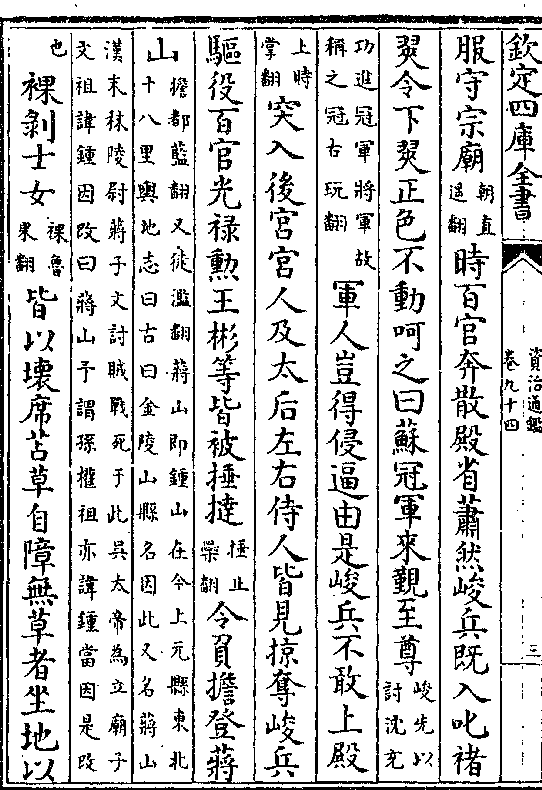 欽定四庫全書
資治通鑑
卷九十四
三
服守宗廟朝直遥翻時百官奔散殿省蕭然峻兵既入叱褚
翜令下翜正色不動呵之曰蘇冠軍來覲至尊峻先以討沈充
功進冠軍將軍故稱之冠古玩翻軍人豈得侵逼由是峻兵不敢上殿
上時掌翻突入後宫宫人及太后左右侍人皆見掠奪峻兵
驅役百官光禄勲王彬等皆被捶撻捶止橤翻令負擔登蔣
山擔都藍翻又徒濫翻蔣山即鍾山在今上元縣東北十八里輿地志曰古曰金陵山縣名因此又名蔣山
漢末秣陵尉蔣子文討賊戰死于此吳太帝為立廟子文祖諱鍾因改曰蔣山予謂孫權祖亦諱鍾當因是改
也裸剝士女裸魯果翻皆以壞席苫草自障無草者坐地以